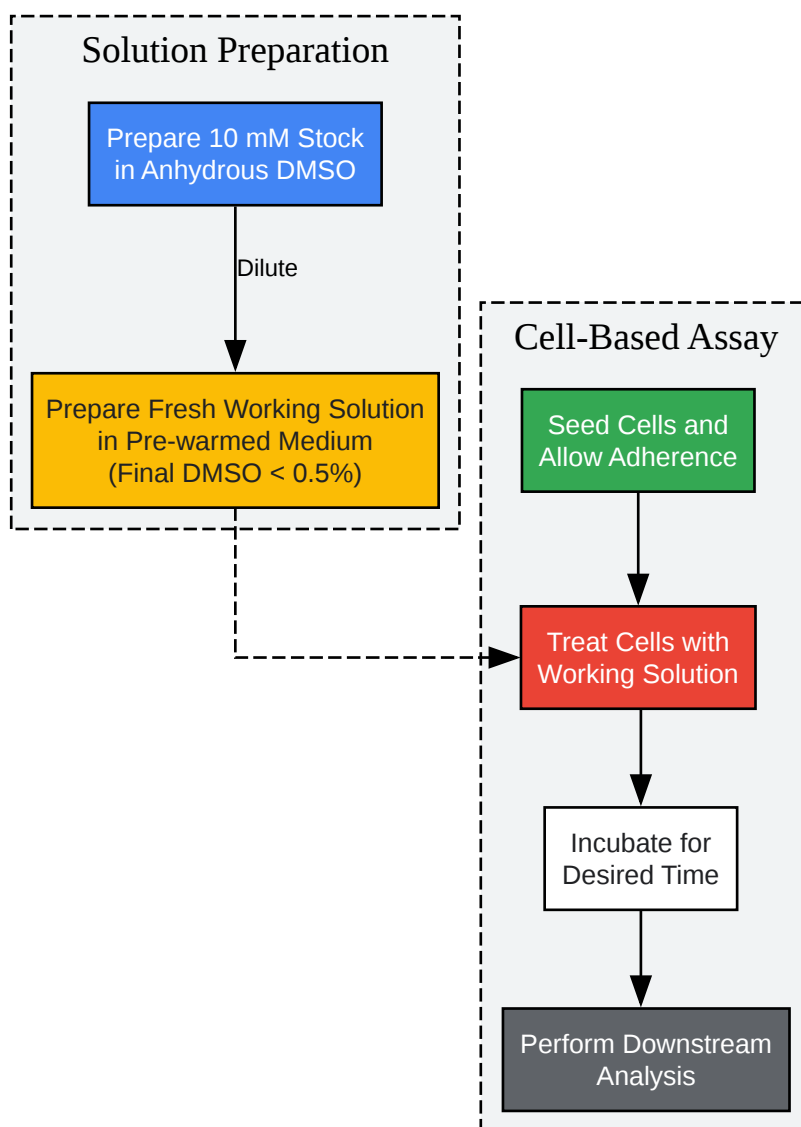 Solution Preparation
Prepare 10 mM Stock
in Anhydrous DMSO
Dilute
Prepare Fresh Working Solution
in Pre-warmed Medium
(Final DMSO < 0.5%)
Cell-Based Assay
Seed Cells and
Allow Adherence
Treat Cells with
Working Solution
Incubate for
Desired Time
Perform Downstream
Analysis